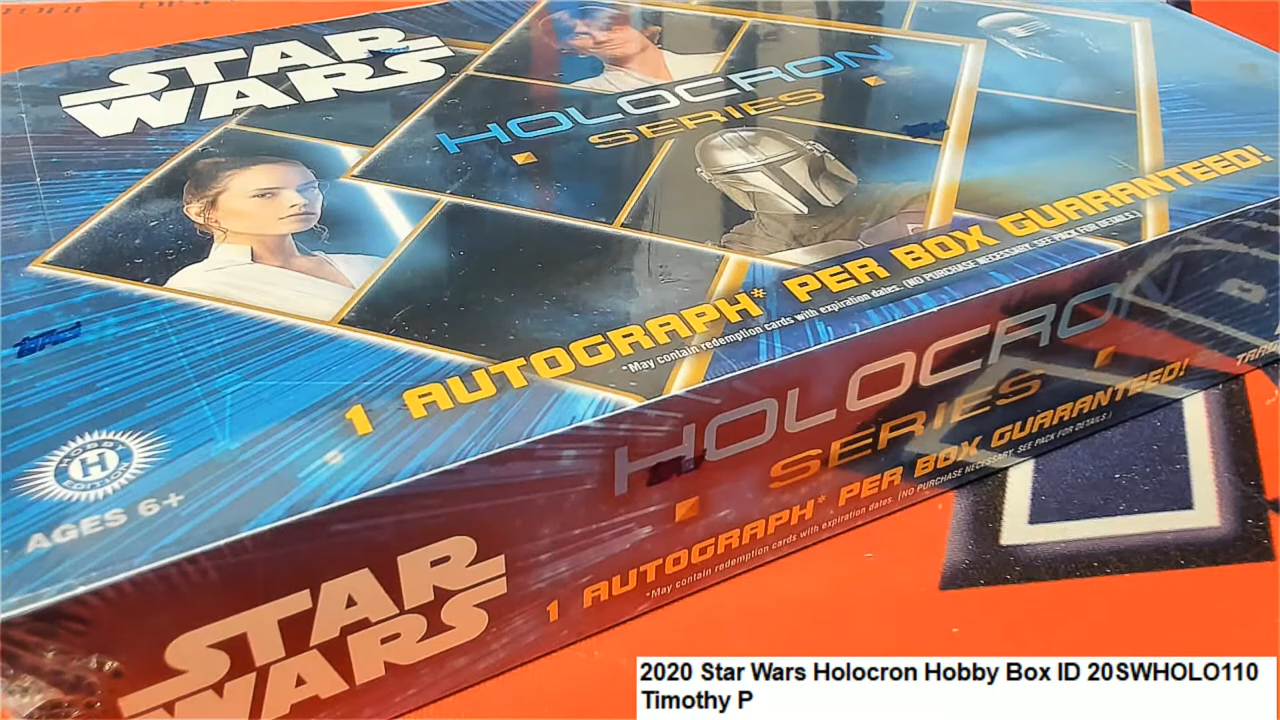 STAR
WARS
HOLOCRON
SERIES
1 AUTOGRAPH* PER BOX GUARANTEED!
*May contain redemption cards with expiration dates. (NO PURCHASE NECESSARY. SEE PACK FOR DETAILS.)
topps
HOBBY
H
EDITION
AGES 6+
HOLOCRON
SERIES
1 AUTOGRAPH* PER BOX GUARANTEED!
*May contain redemption cards with expiration dates. (NO PURCHASE NECESSARY. SEE PACK FOR DETAILS.)
STAR
WARS
2020 Star Wars Holocron Hobby Box ID 20SWHOLO110
Timothy P